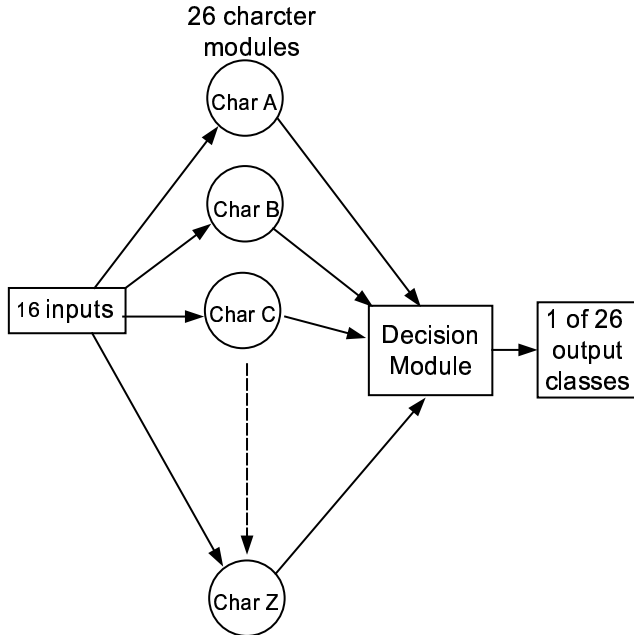 26 charcter
modules
Char A
Char B
16 inputs
Char C
Decision
Module
1 of 26
output
classes
Char Z